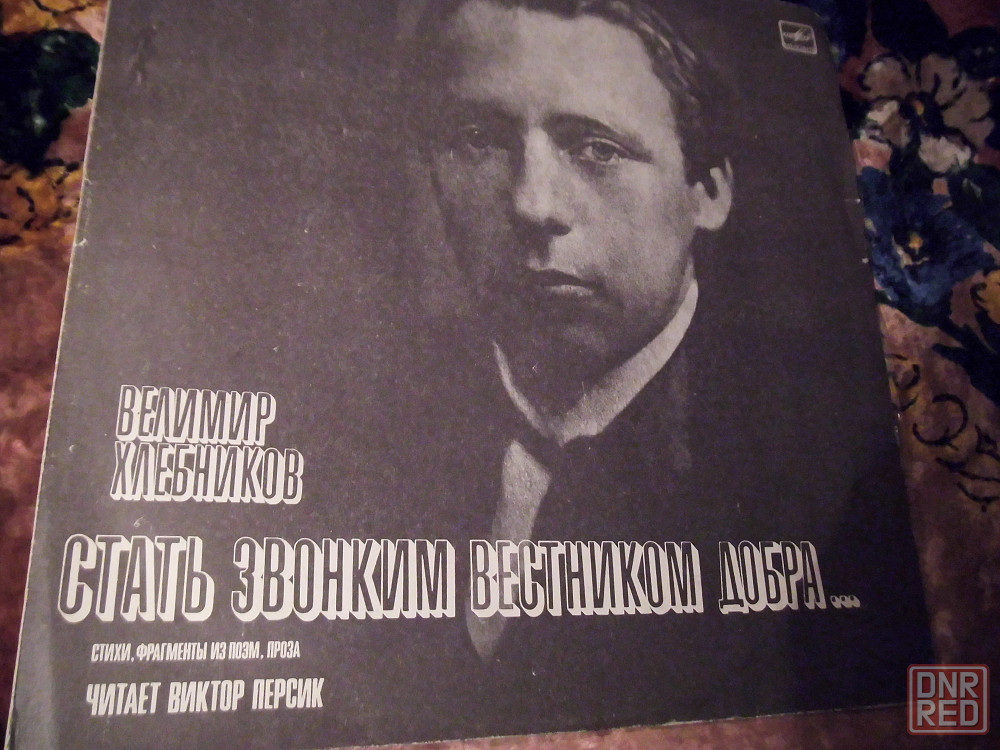 ВЕЛИМИР
ХЛЕБНИКОВ
СТАТЬ ЗВОНКИМ ВЕСТНИКОМ ДОБРА...
СТИХИ, ФРАГМЕНТЫ ИЗ ПОЭМ, ПРОЗА
ЧИТАЕТ ВИКТОР ПЕРСИК
DNR
RED